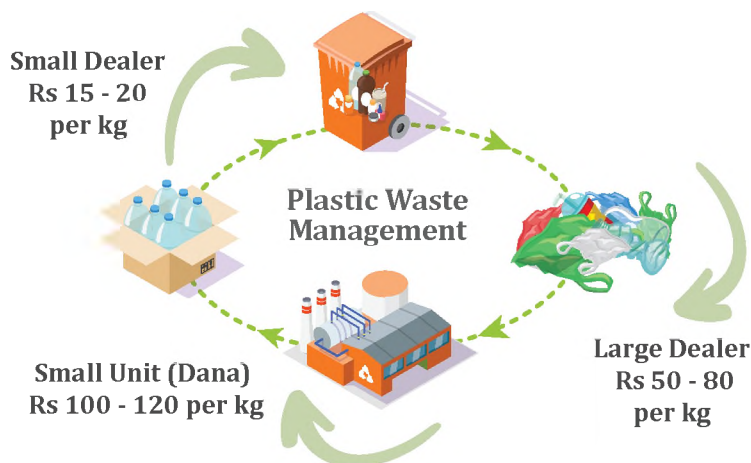 Small Dealer
Rs 15 - 20
per kg
Plastic Waste
Management
Large Dealer
Rs 50 - 80
per kg
Small Unit (Dana)
Rs 100 - 120 per kg